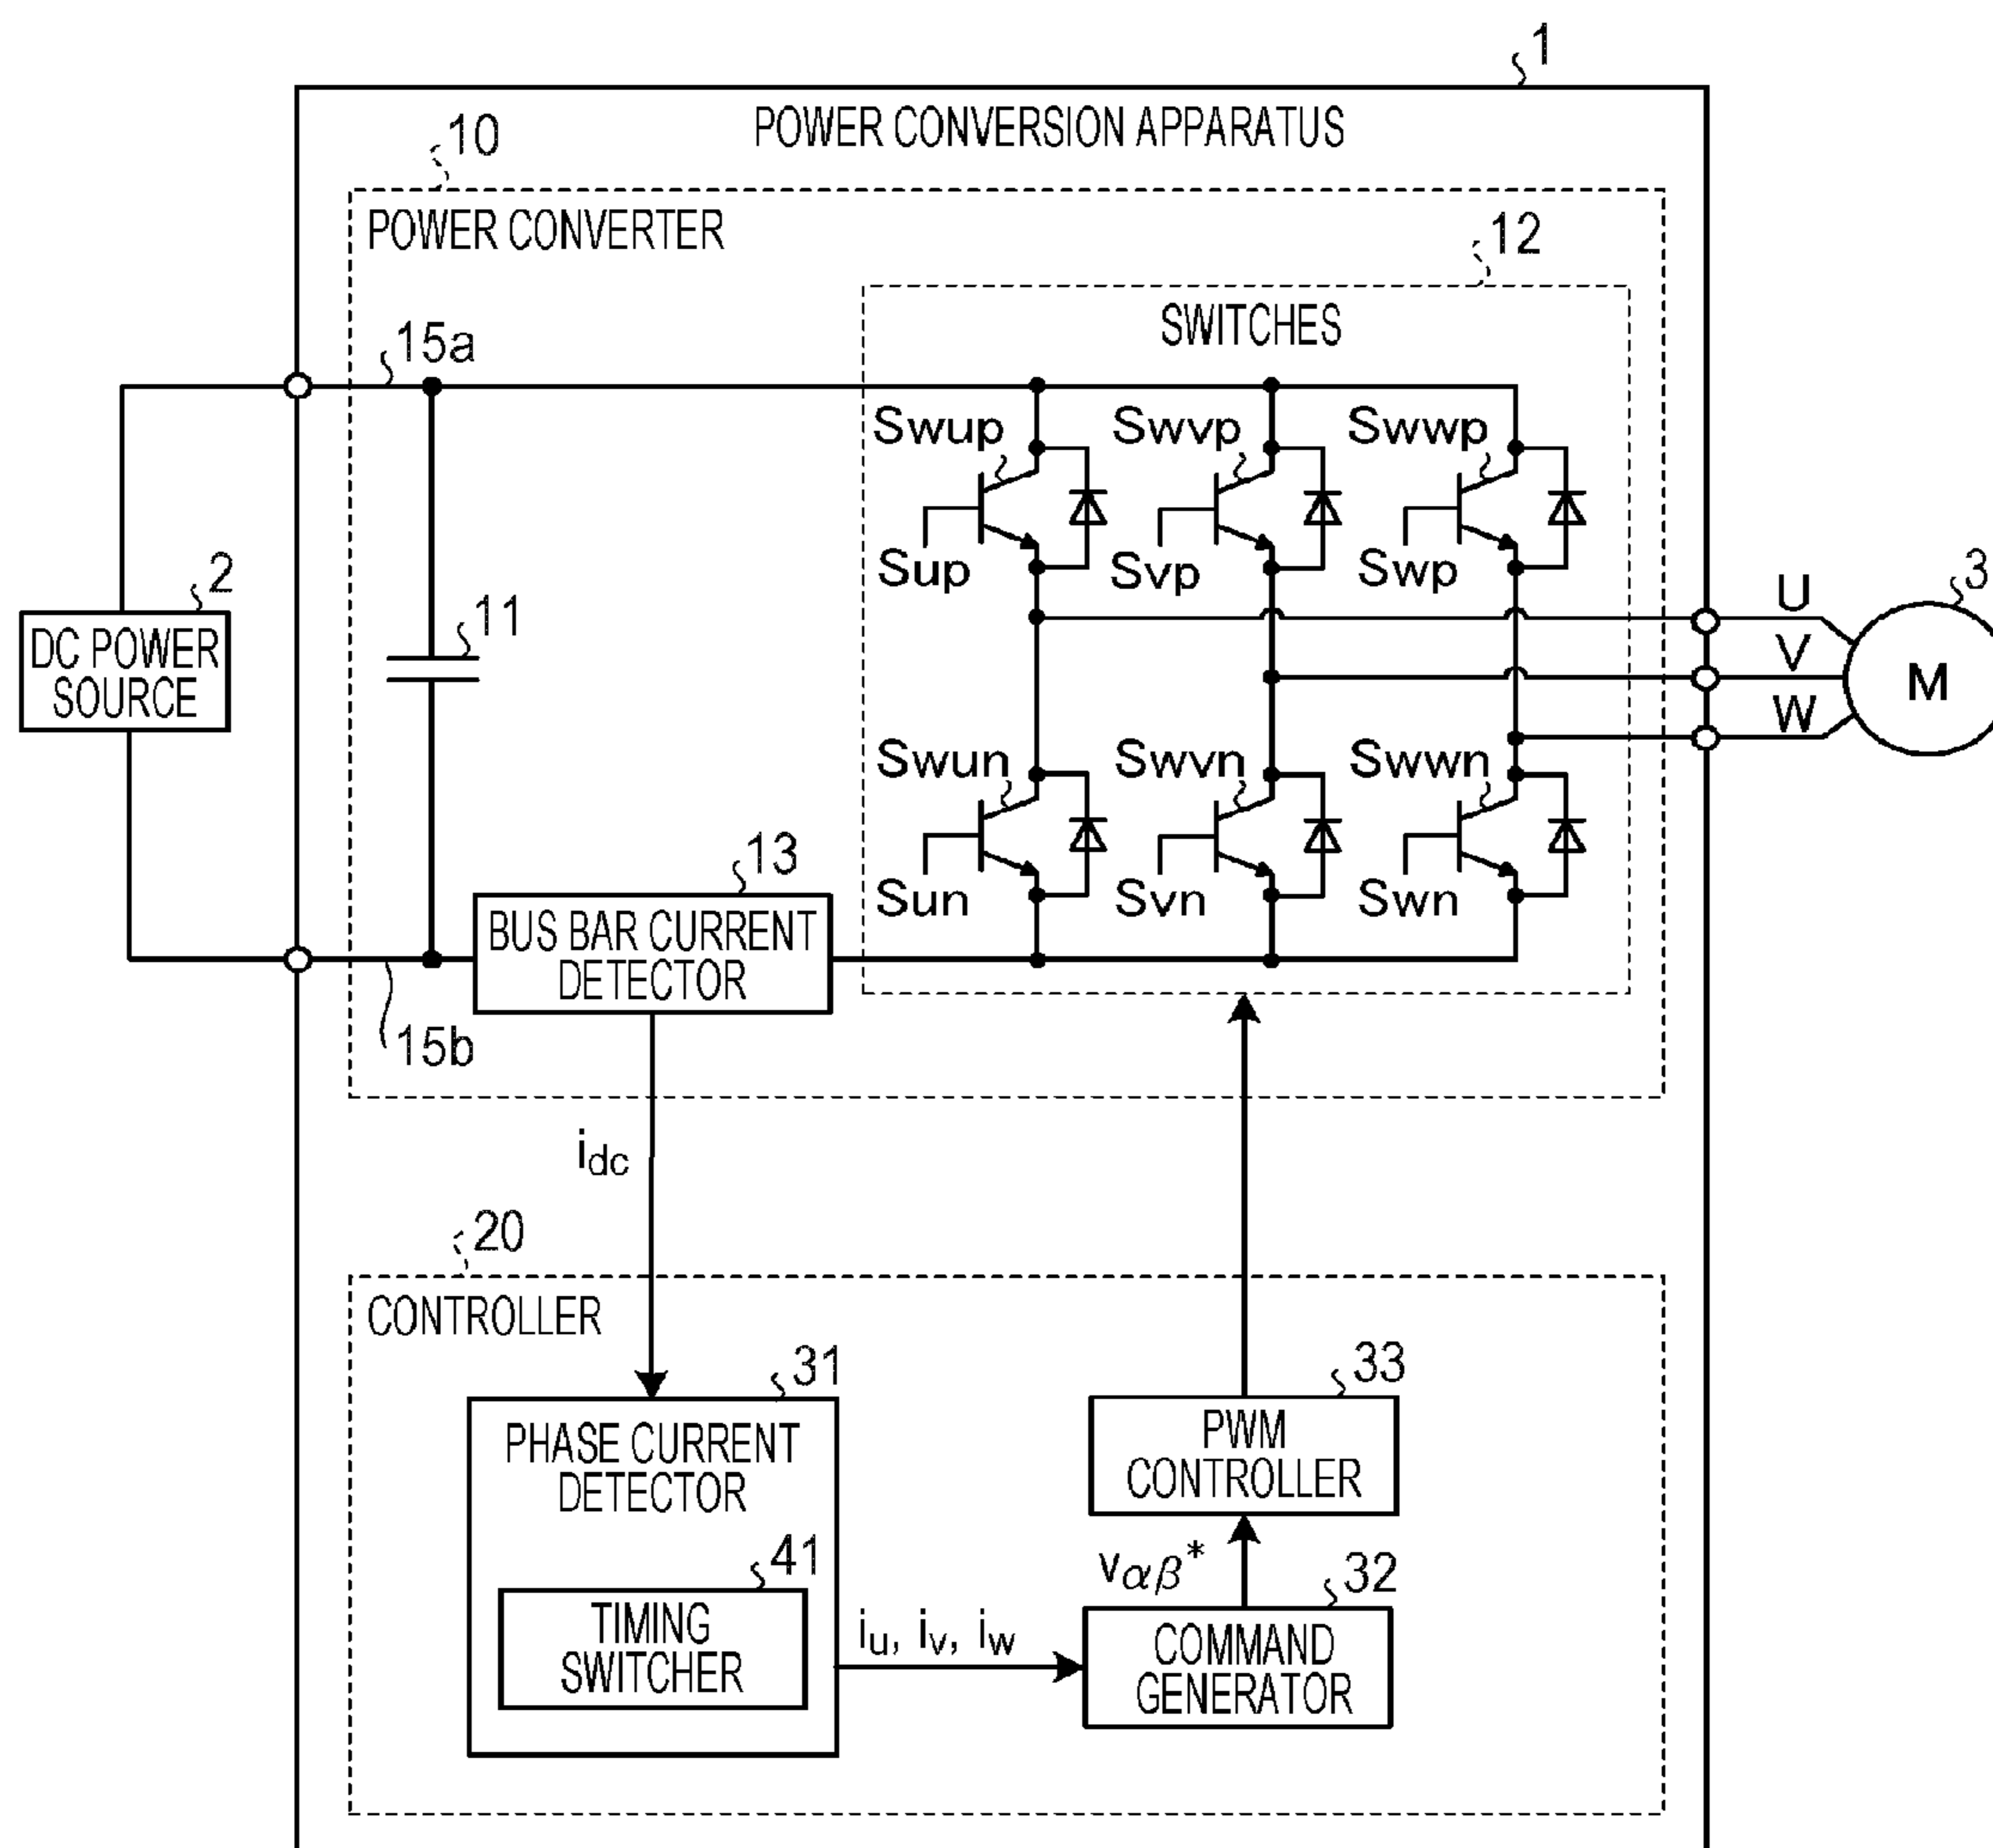 1
POWER CONVERSION APPARATUS
10
POWER CONVERTER
12
SWITCHES
15a
Swup
Swvp
Swwp
Sup
Svp
Swp
2
DC POWER
SOURCE
11
U
V
W
3
M
Swun
Swvn
Swwn
Sun
Svn
Swn
13
BUS BAR CURRENT
DETECTOR
15b
idc
20
CONTROLLER
31
PHASE CURRENT
DETECTOR
33
PWM
CONTROLLER
41
TIMING
SWITCHER
iu, iv, iw
vαβ*
32
COMMAND
GENERATOR